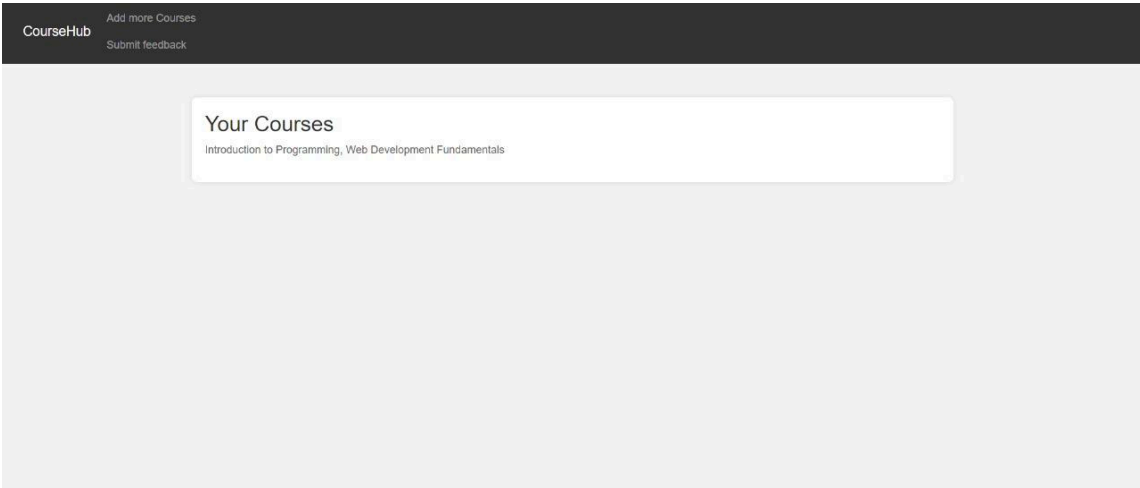 CourseHub
Add more Courses
Submit feedback
Your Courses
Introduction to Programming, Web Development Fundamentals